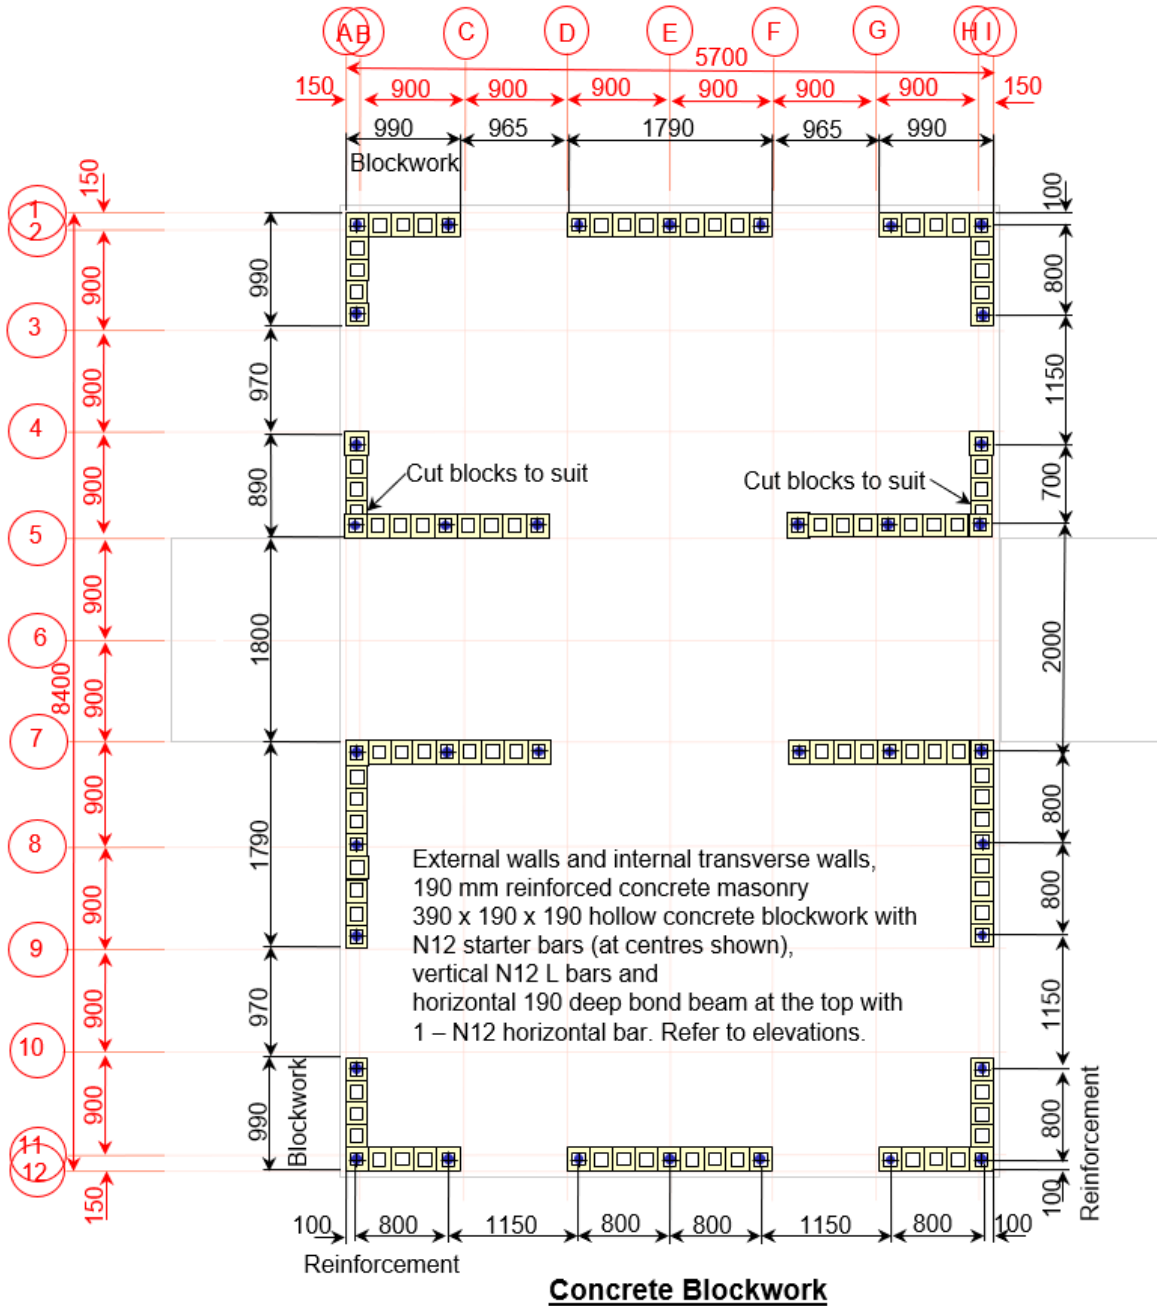 A B C D E F G H I
5700
150 900 900 900 900 900 900 150
990 965 1790 965 990
Blockwork
1
2
3
4
5
6
7
8
9
10
11
12
8400
150
900
900
900
900
900
900
900
900
900
150
990
970
890
1800
1790
970
990
Blockwork
Cut blocks to suit
Cut blocks to suit
100
800
1150
700
2000
800
800
1150
800
100
Reinforcement
External walls and internal transverse walls,
190 mm reinforced concrete masonry
390 x 190 x 190 hollow concrete blockwork with
N12 starter bars (at centres shown),
vertical N12 L bars and
horizontal 190 deep bond beam at the top with
1 – N12 horizontal bar. Refer to elevations.
100 800 1150 800 800 1150 800 100
Reinforcement
Concrete Blockwork